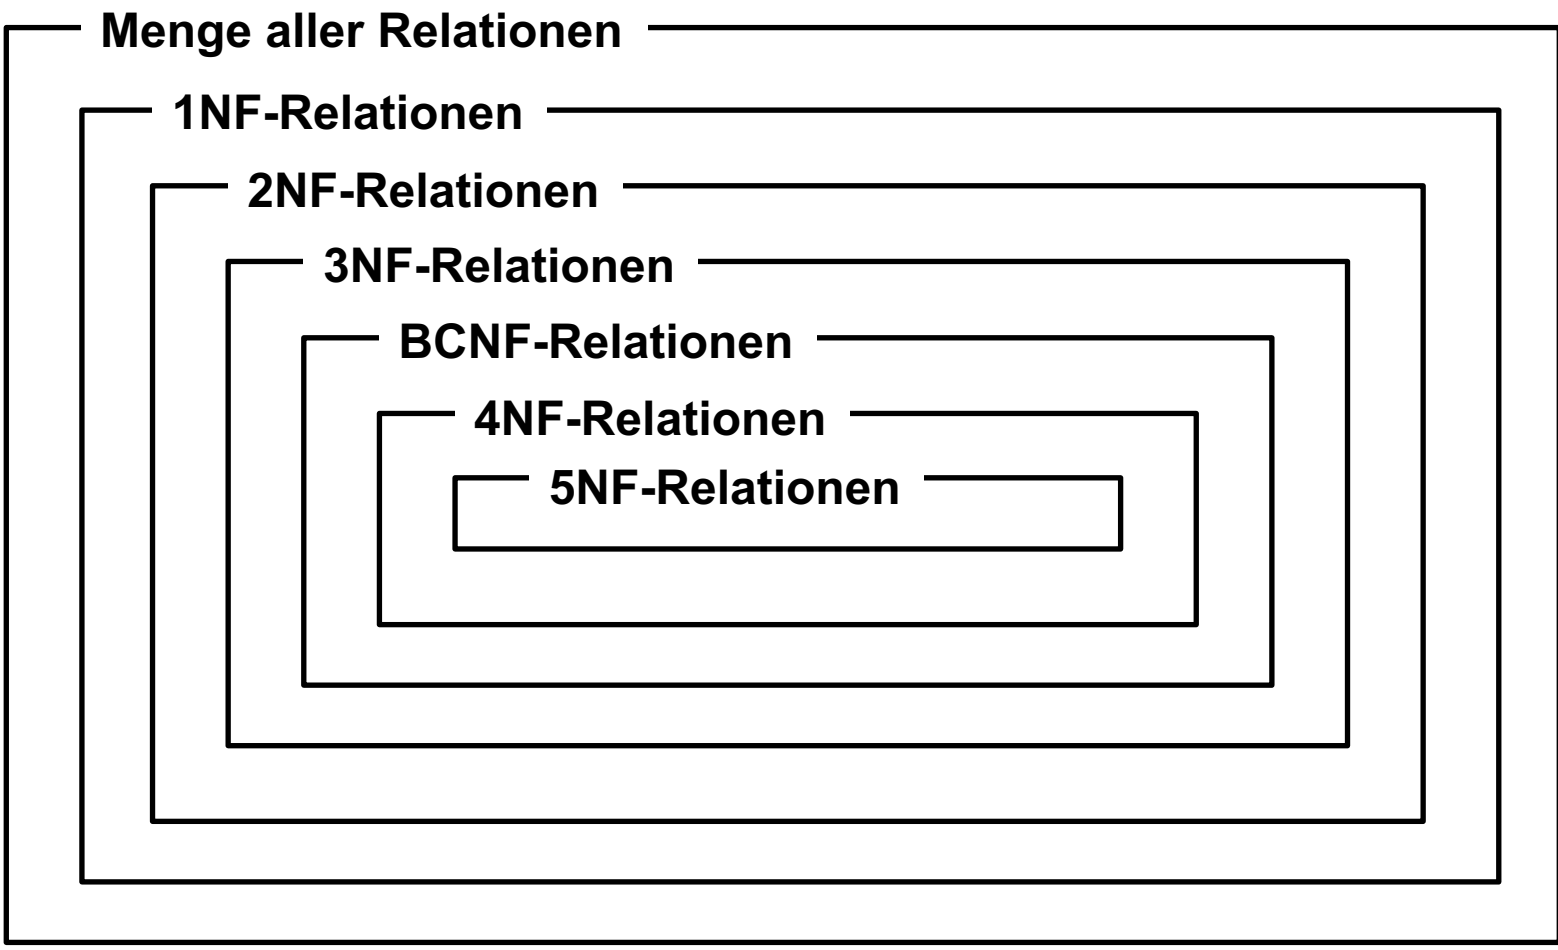 Menge aller Relationen
1NF-Relationen
2NF-Relationen
3NF-Relationen
BCNF-Relationen
4NF-Relationen
5NF-Relationen